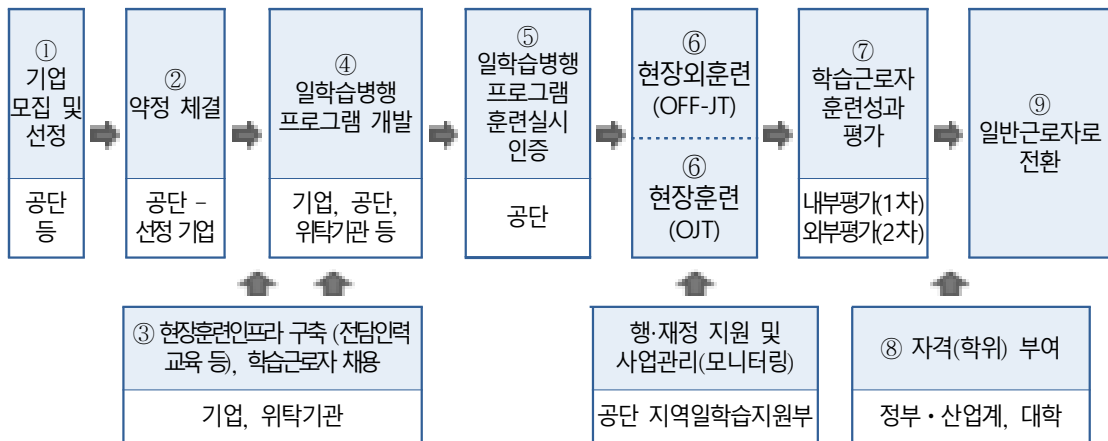 ①
기업
모집 및
선정
공단
등
②
약정 체결
공단 –
선정 기업
④
일학습병행
프로그램 개발
기업, 공단,
위탁기관 등
⑤
일학습병행
프로그램
훈련실시
인증
공단
⑥
현장외훈련
(OFF-JT)
⑥
현장훈련
(OJT)
⑦
학습근로자
훈련성과
평가
내부평가(1차)
외부평가(2차)
⑨
일반근로자로
전환
③ 현장훈련인프라 구축 (전담인력
교육 등), 학습근로자 채용
기업, 위탁기관
행·재정 지원 및
사업관리(모니터링)
공단 지역일학습지원부
⑧ 자격(학위) 부여
정부・산업계, 대학